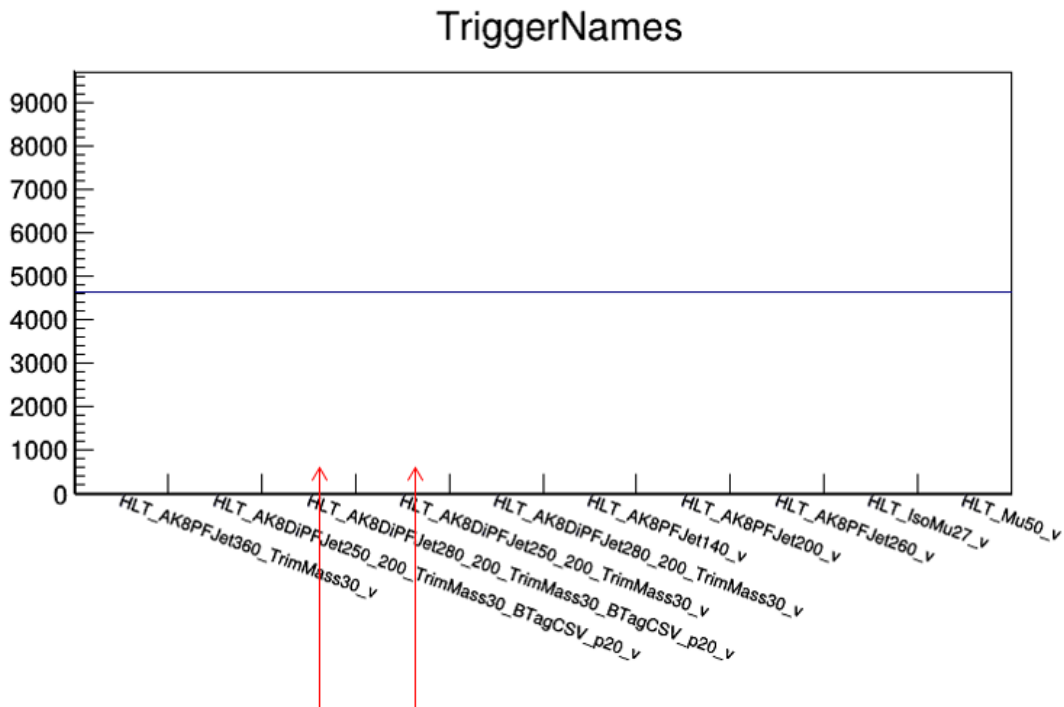 TriggerNames
9000
8000
7000
6000
5000
4000
3000
2000
1000
0
HLT_AK8PFJet360_TrimMass30_v
HLT_AK8DiPFJet250_200_TrimMass30_BTagCSV_p20_v
HLT_AK8DiPFJet280_200_TrimMass30_BTagCSV_p20_v
HLT_AK8DiPFJet250_200_TrimMass30_v
HLT_AK8DiPFJet280_200_TrimMass30_v
HLT_AK8PFJet140_v
HLT_AK8PFJet200_v
HLT_AK8PFJet260_v
HLT_IsoMu27_v
HLT_Mu50_v